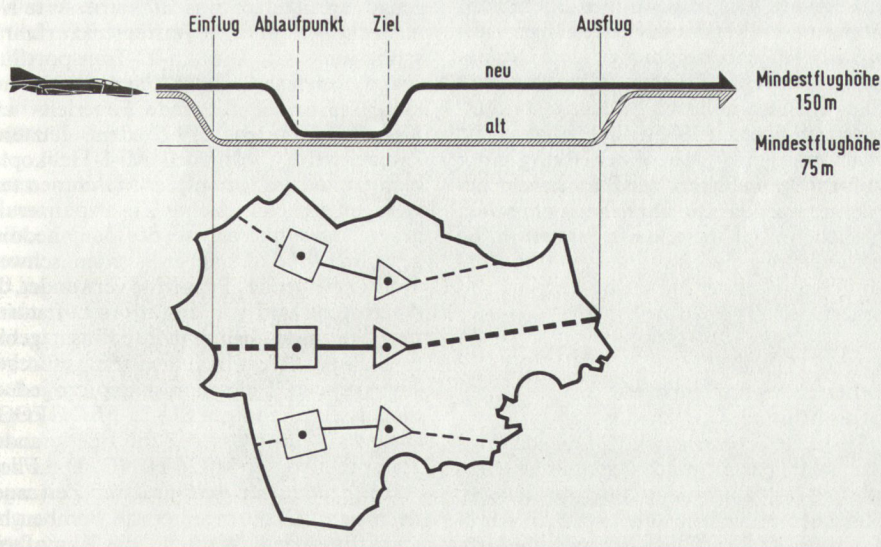 Einflug Ablaufpunkt Ziel Ausflug
neu
Mindestflughöhe
150 m
alt
Mindestflughöhe
75 m